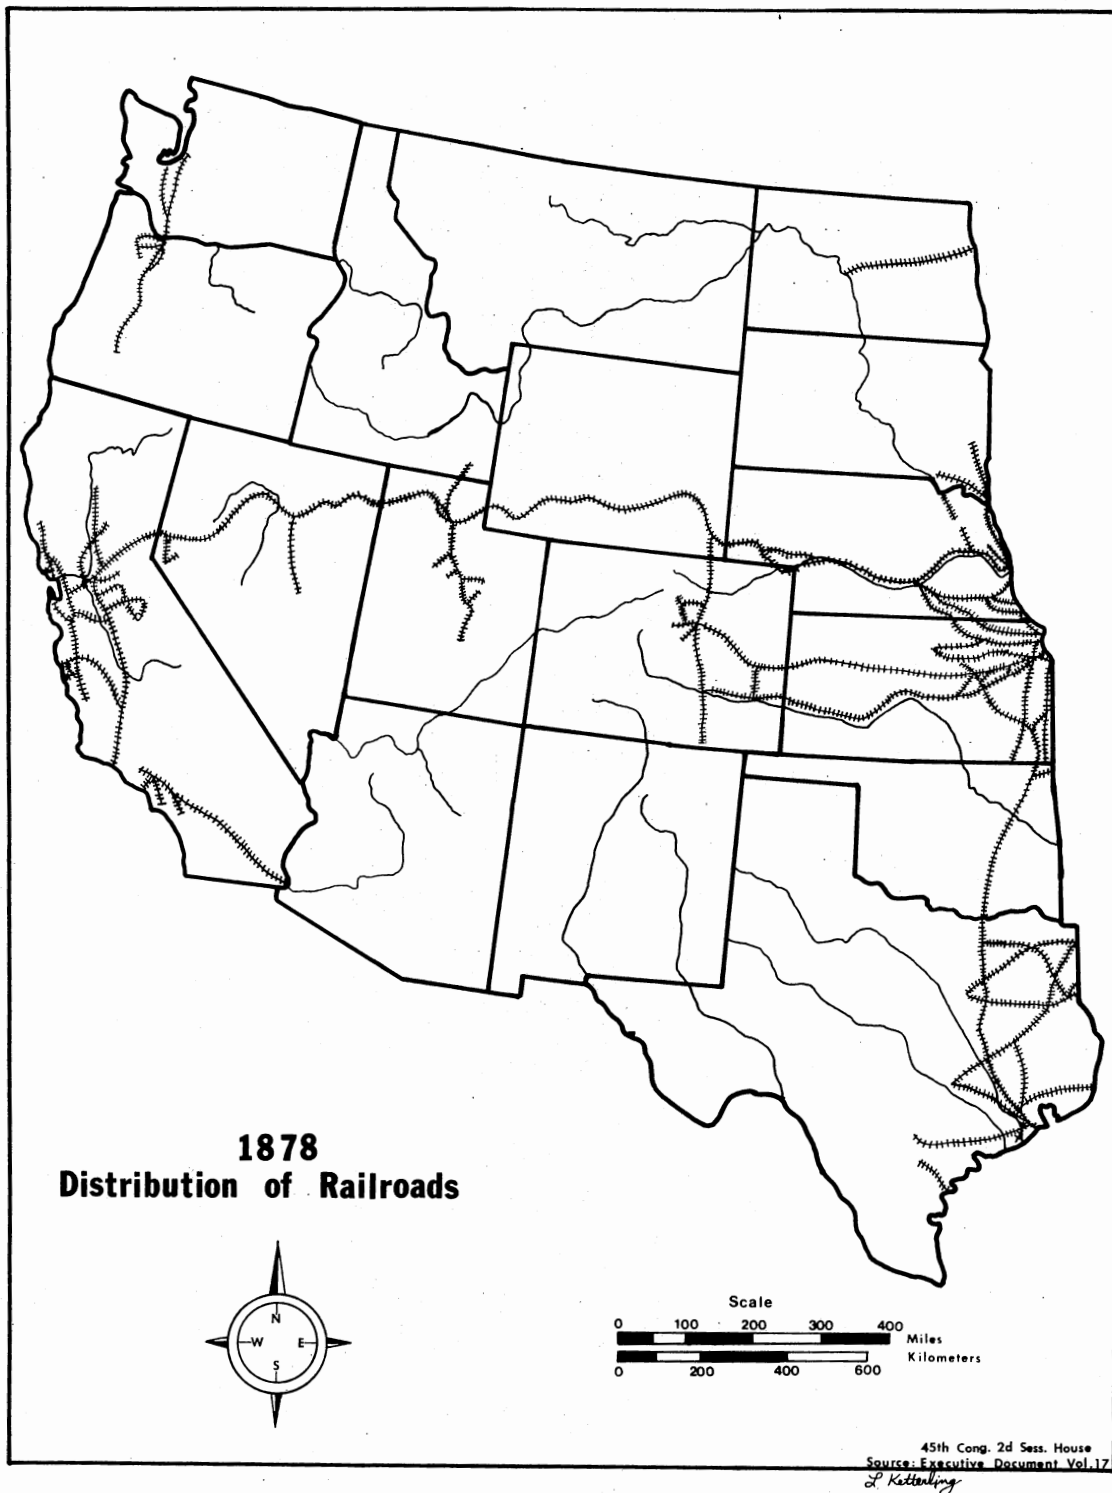 1878
Distribution of Railroads
N
W E
S
Scale
0 100 200 300 400
Miles
Kilometers
0 200 400 600
45th Cong. 2d Sess. House
Source: Executive Document Vol.17
L Ketterling